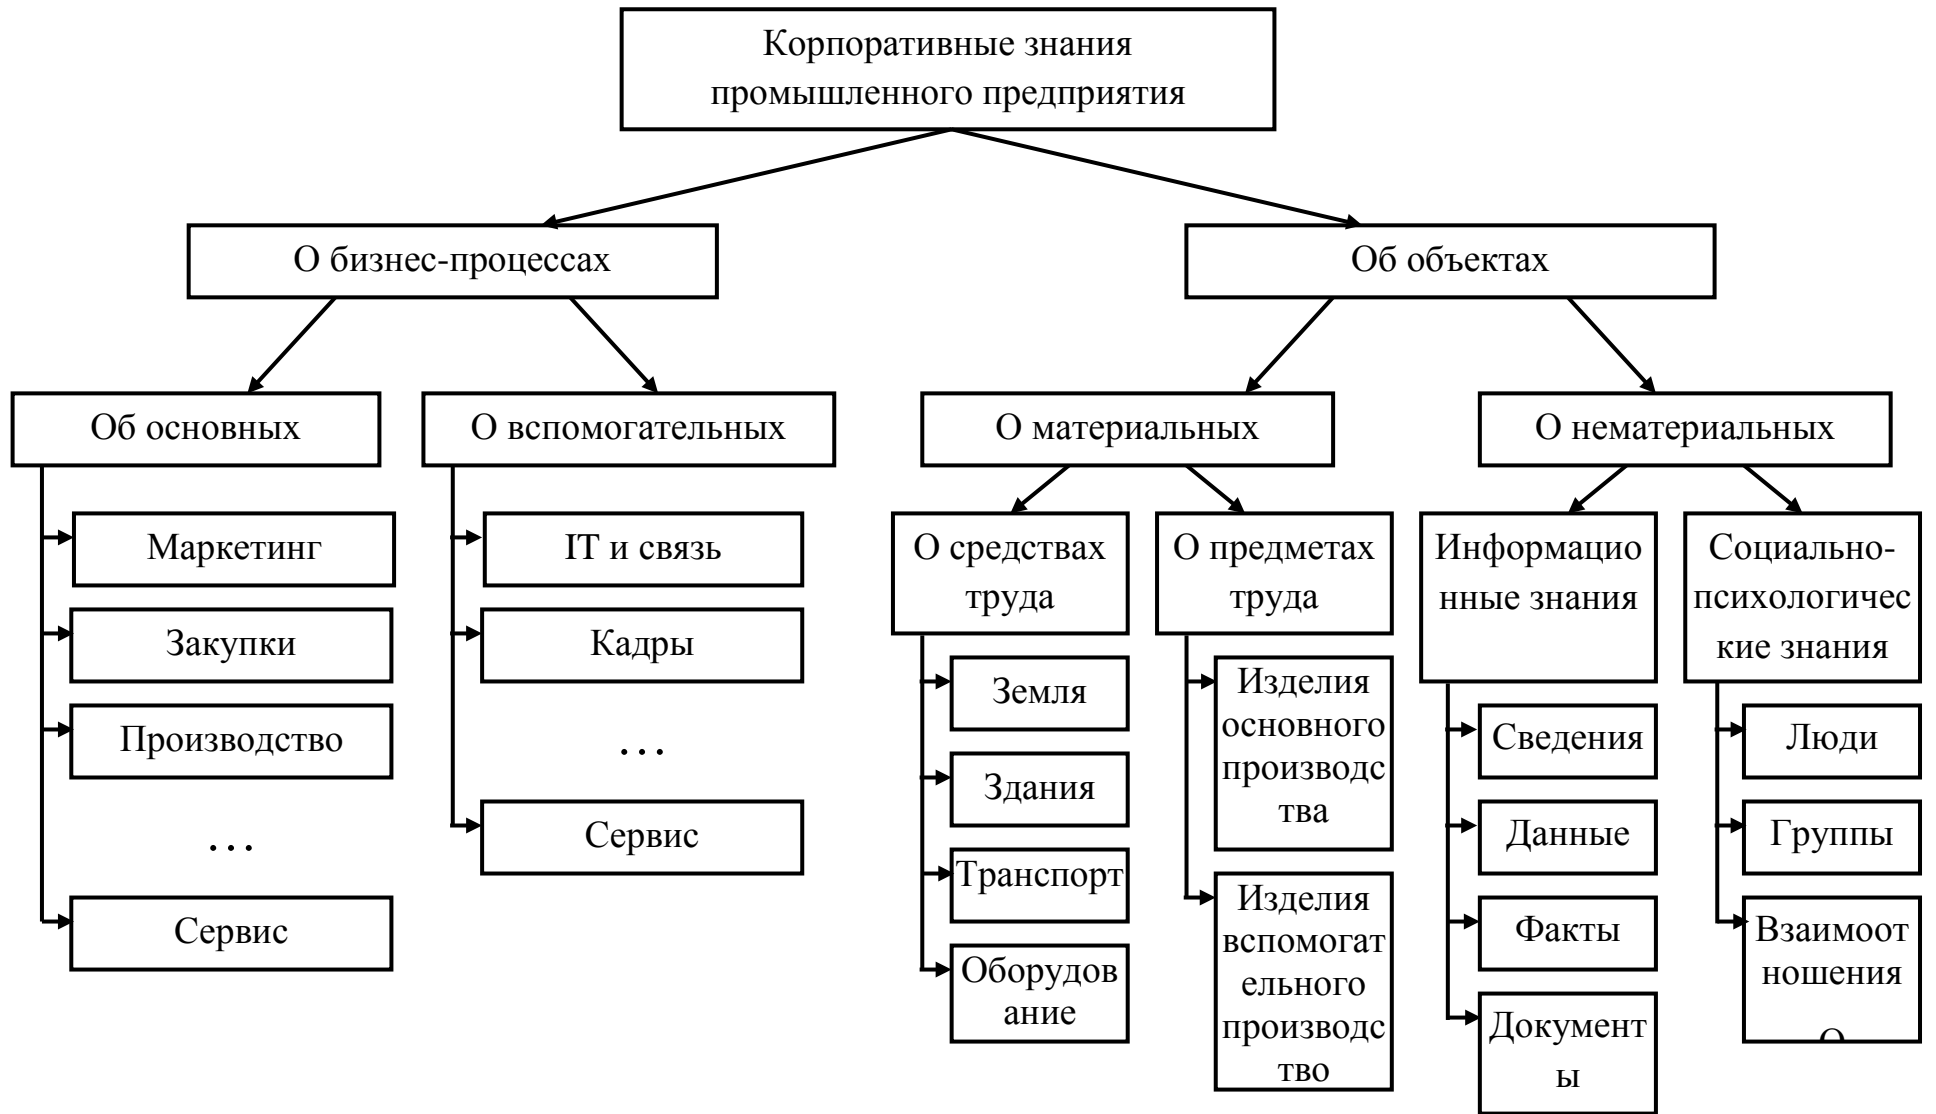 Корпоративные знания
промышленного предприятия
О бизнес-процессах
Об объектах
Об основных
О вспомогательных
О материальных
О нематериальных
Маркетинг
Закупки
Производство
…
Сервис
IT и связь
Кадры
…
Сервис
О средствах
труда
Земля
Здания
Транспорт
Оборудов
ание
О предметах
труда
Изделия
основного
производс
тва
Изделия
вспомогат
ельного
производс
тво
Информацио
нные знания
Сведения
Данные
Факты
Документ
ы
Социально-
психологичес
кие знания
Люди
Группы
Взаимоот
ношения